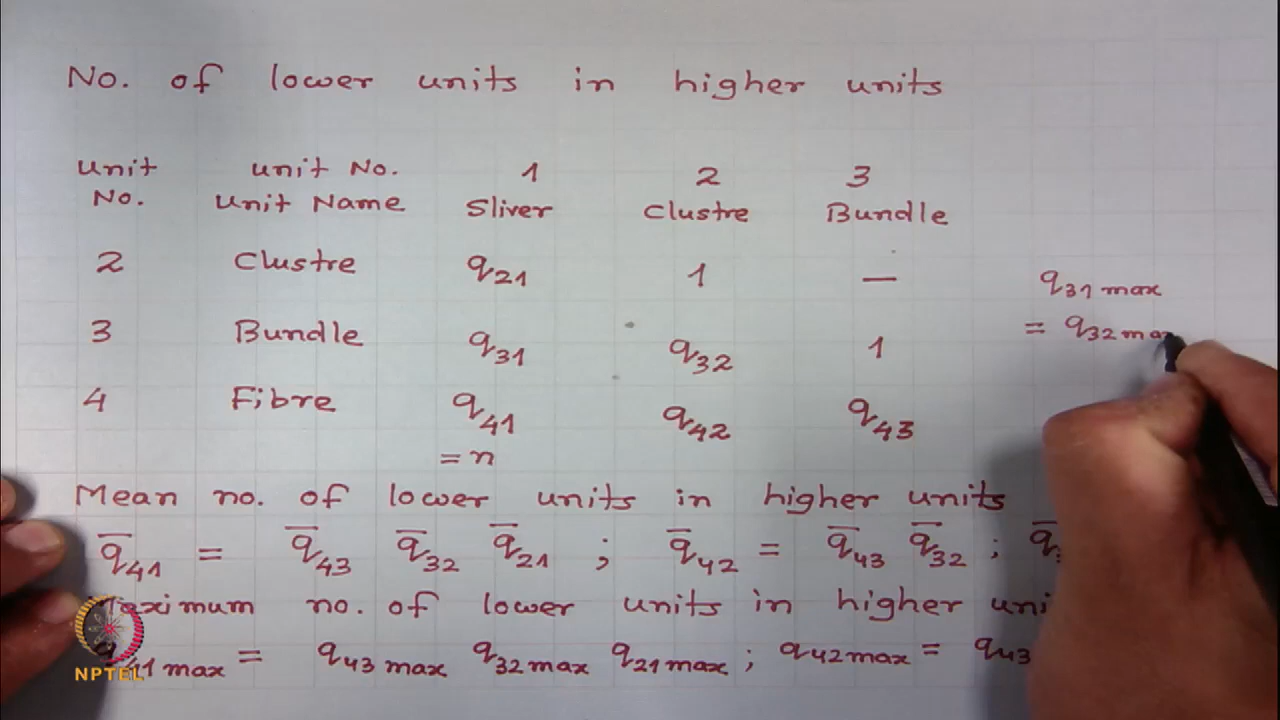 No. of lower units in higher units
Unit No. Unit No. 1 2 3
Unit Name Sliver Clustre Bundle
2 Clustre q21 1 —
3 Bundle q31 q32 1
4 Fibre q41 q42 q43
= n
q31 max
= q32
Mean no. of lower units in higher units
q̅41 = q̅43 q̅32 q̅21 ; q̅42 = q̅43 q̅32 ;
no. of lower units in higher
max = q43 max q32 max q21 max ; q42 max = q43
NPTEL